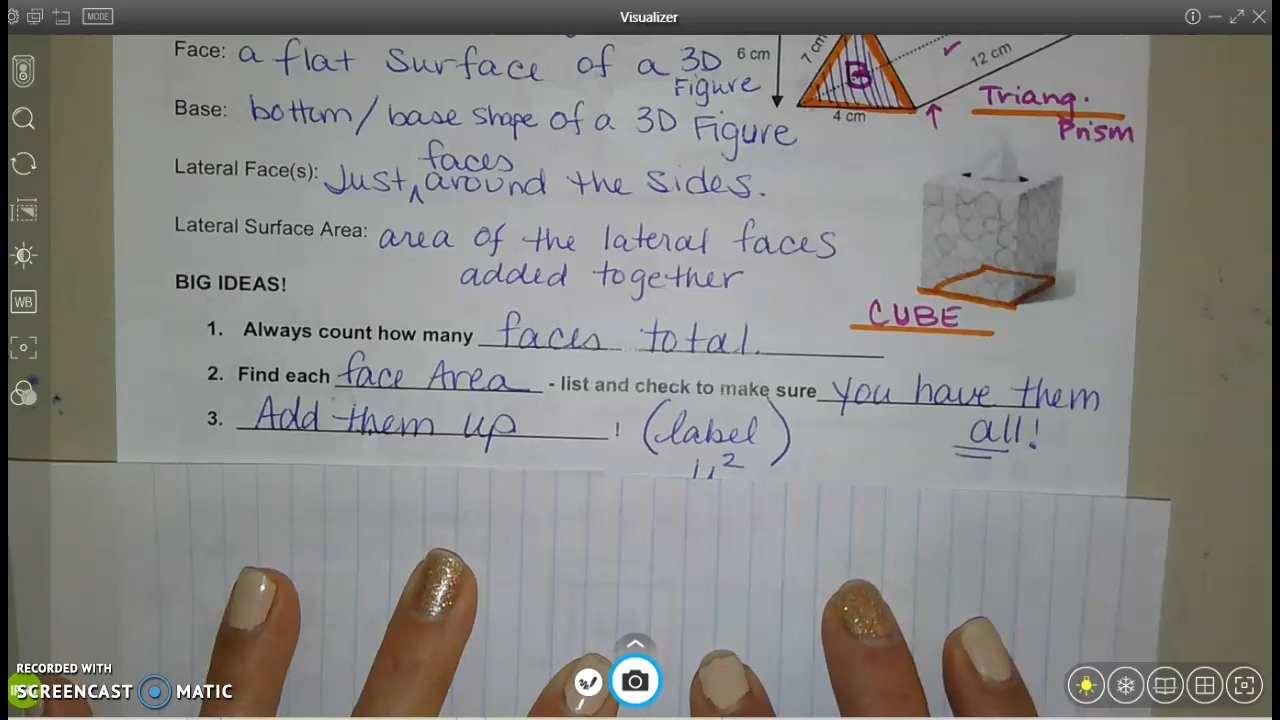 Visualizer
MODE
WB
Face: a flat surface of a 3D
Figure
6 cm
7 cm
B
12 cm
4 cm
Triang.
Prism
Base: bottom/base shape of a 3D Figure
faces
Lateral Face(s): Just ^ around the sides.
Lateral Surface Area: area of the lateral faces
added together
CUBE
BIG IDEAS!
1. Always count how many faces total.
2. Find each face Area - list and check to make sure you have them
all!
3. Add them up ! (label)
RECORDED WITH
SCREENCAST MATIC